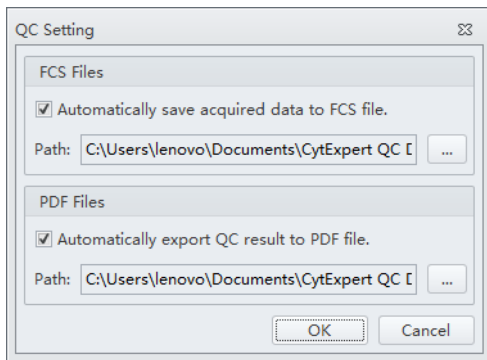 QC Setting
FCS Files
Automatically save acquired data to FCS file.
Path: C:\Users\lenovo\Documents\CytExpert QC ...
PDF Files
Automatically export QC result to PDF file.
Path: C:\Users\lenovo\Documents\CytExpert QC ...
OK Cancel